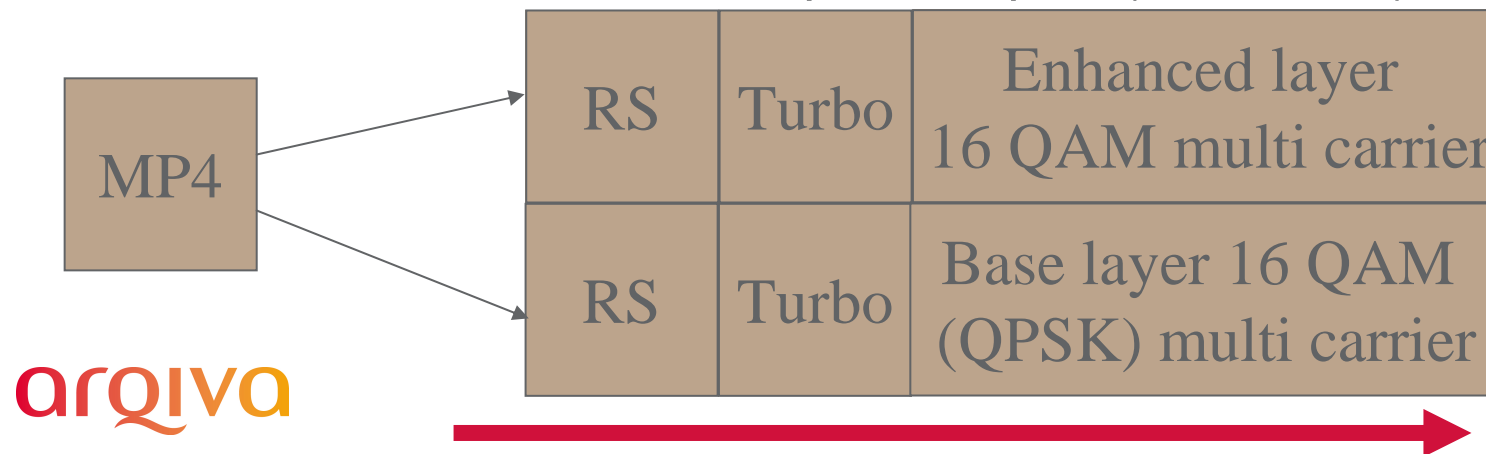 MP4
RS
Turbo
Enhanced layer
16 QAM multi carrier
RS
Turbo
Base layer 16 QAM
(QPSK) multi carrier
arqiva